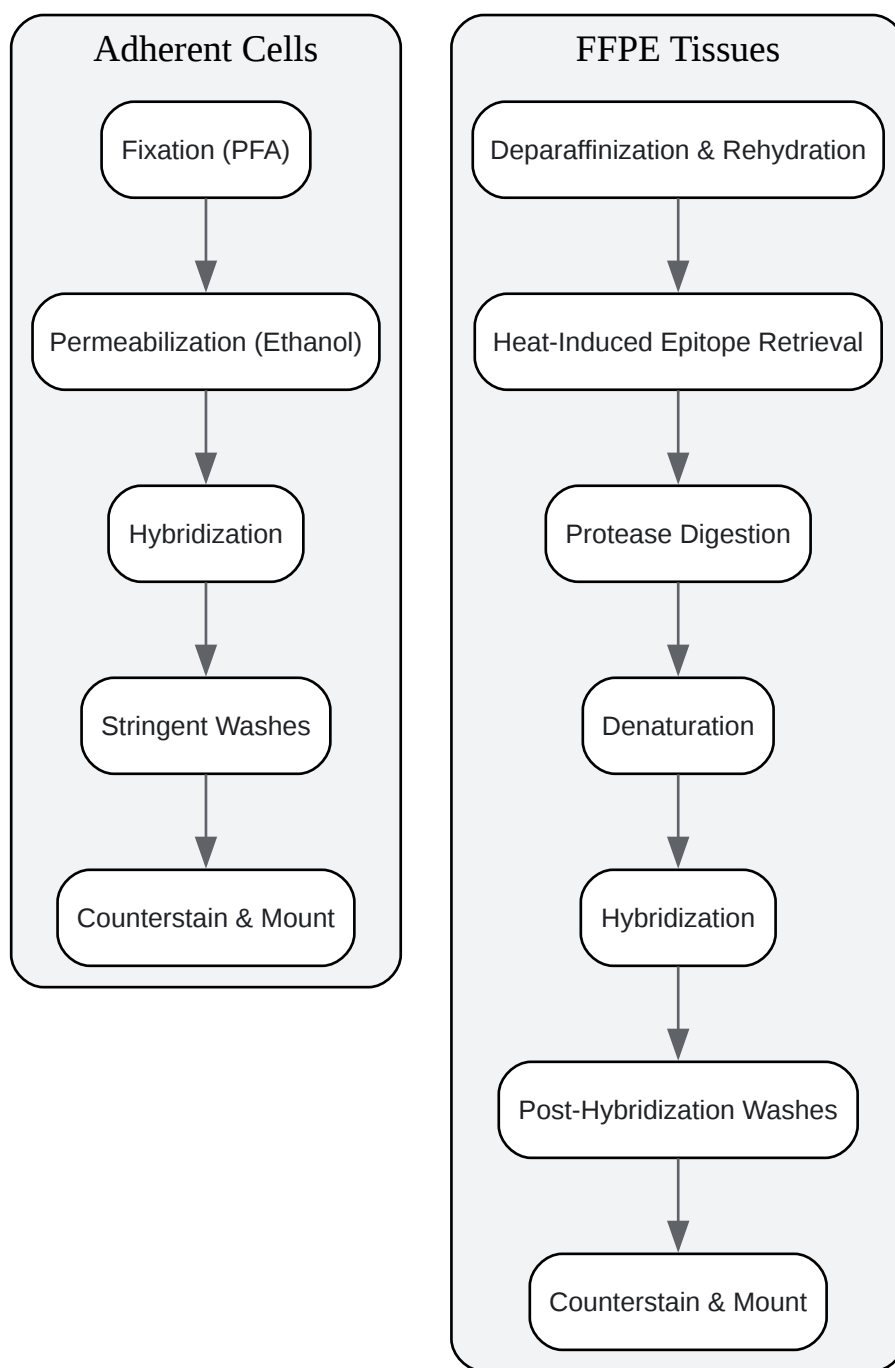 Adherent Cells
Fixation (PFA)
Permeabilization (Ethanol)
Hybridization
Stringent Washes
Counterstain & Mount
FFPE Tissues
Deparaffinization & Rehydration
Heat-Induced Epitope Retrieval
Protease Digestion
Denaturation
Hybridization
Post-Hybridization Washes
Counterstain & Mount